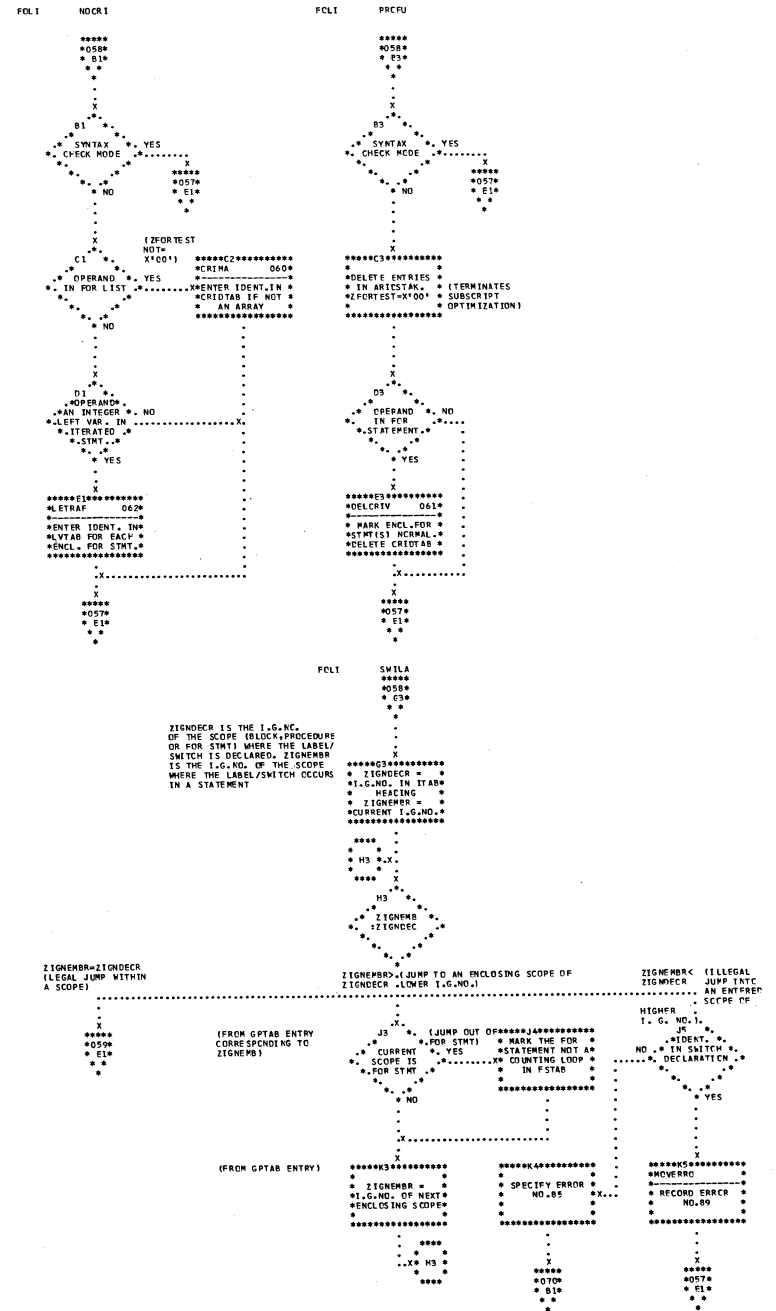 FOLI NOCRI FOLI PRCFU
*058* B1* *058* B3*
B1
SYNTAX CHECK MODE YES
*057* E1*
NO
B3
SYNTAX CHECK MODE YES
*057* E1*
NO
(ZFORTEST
NOT=
X'00')
C1
OPERAND
IN FOR LIST
YES
NO
*****C2**********
*CRIMA 060*
*ENTER IDENT.IN *
*CRIDTAB IF NOT *
* AN ARRAY *
*****C3**********
*DELETE ENTRIES *
* IN ARICSTAK. *
*ZFORTEST=X'00' *
(TERMINATES
SUBSCRIPT
OPTIMIZATION)
D1
*OPERAND*
*AN INTEGER *. NO
*.LEFT VAR. IN
*.ITERATED .*
*.STMT..*
YES
D3
OPERAND
IN FOR
*.STATEMENT.*
NO
YES
*****E1**********
*LETRAF 062*
*ENTER IDENT. IN*
*LVTAB FOR EACH *
*ENCL. FOR STMT.*
*****E3**********
*DELCRIV 061*
* MARK ENCL.FOR *
*STMT(S) NORMAL.*
*DELETE CRIDTAB *
*057* E1*
*057* E1*
FOLI SWILA
*058* G3*
ZIGNDECR IS THE I.G.NO.
OF THE SCOPE (BLOCK,PROCEDURE
OR FOR STMT) WHERE THE LABEL/
SWITCH IS DECLARED. ZIGNEMBR
IS THE I.G.NO. OF THE SCOPE
WHERE THE LABEL/SWITCH OCCURS
IN A STATEMENT
*****G3**********
* ZIGNDECR = *
*I.G.NO. IN ITAB*
* HEADING *
* ZIGNEMBR = *
*CURRENT I.G.NO.*
* H3 *
H3
ZIGNEMB
:ZIGNDEC
ZIGNEMBR=ZIGNDECR
(LEGAL JUMP WITHIN
A SCOPE)
ZIGNEMBR>.(JUMP TO AN ENCLOSING SCOPE OF
ZIGNDECR .LOWER I.G.NO.)
ZIGNEMBR< (ILLEGAL
ZIGNDECR JUMP INTO
AN ENTERED
SCOPE OF
HIGHER
I. G. NO.).
*059* E1*
(FROM GPTAB ENTRY
CORRESPONDING TO
ZIGNEMB)
J3
CURRENT
SCOPE IS
*.FOR STMT
YES
NO
(JUMP OUT OF
FOR STMT)
*****J4**********
* MARK THE FOR *
*STATEMENT NOT A*
* COUNTING LOOP *
* IN FSTAB *
J5
*IDENT. *
NO .* IN SWITCH *.
DECLARATION .*
YES
(FROM GPTAB ENTRY)
*****K3**********
* ZIGNEMBR = *
*I.G.NO. OF NEXT*
*ENCLOSING SCOPE*
*****K4**********
* SPECIFY ERROR *
* NO.85 *
*****K5**********
*MOVERRO *
* RECORD ERROR *
* NO.89 *
* H3 *
*070* B1*
*057* E1*